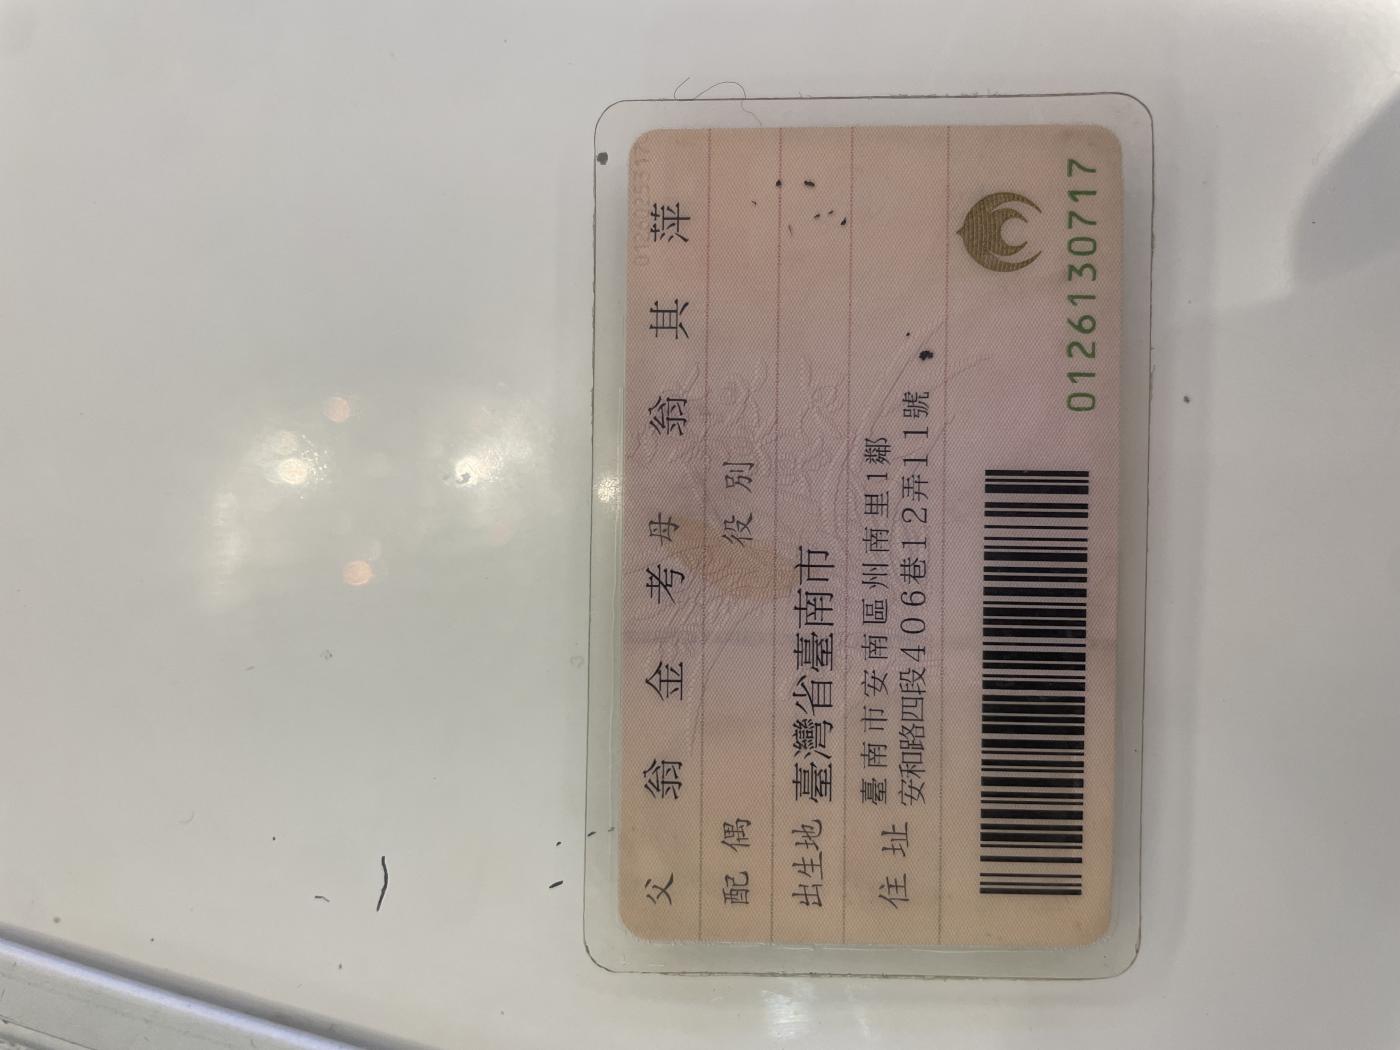 父 翁金考 母 翁其萍
配偶 役別
出生地 臺灣省臺南市
住址 臺南市安南區州南里1鄰
安和路四段406巷12弄11號
0126130717